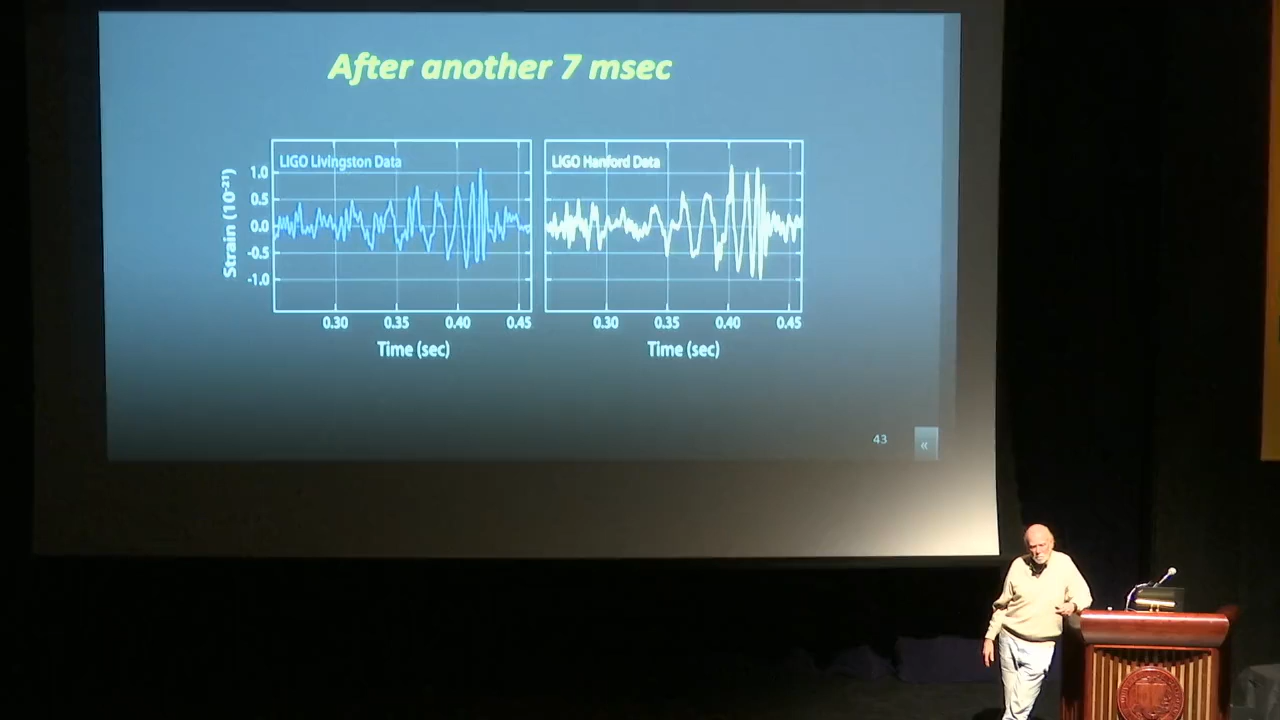 After another 7 msec
LIGO Livingston Data
LIGO Hanford Data
Strain (10⁻²¹)
1.0
0.5
0.0
-0.5
-1.0
0.30 0.35 0.40 0.45
0.30 0.35 0.40 0.45
Time (sec)
Time (sec)
43
«